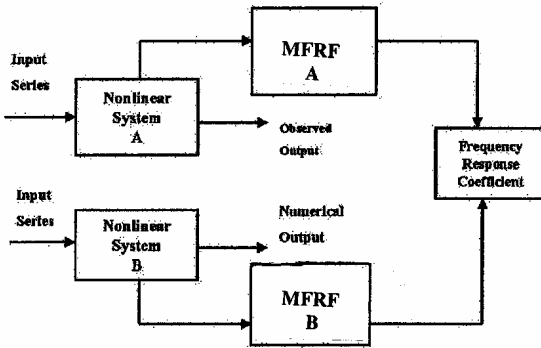 Input
Series
Nonlinear
System
A
MFRF
A
Observed
Output
Frequency
Response
Coefficient
Input
Series
Nonlinear
System
B
Numerical
Output
MFRF
B